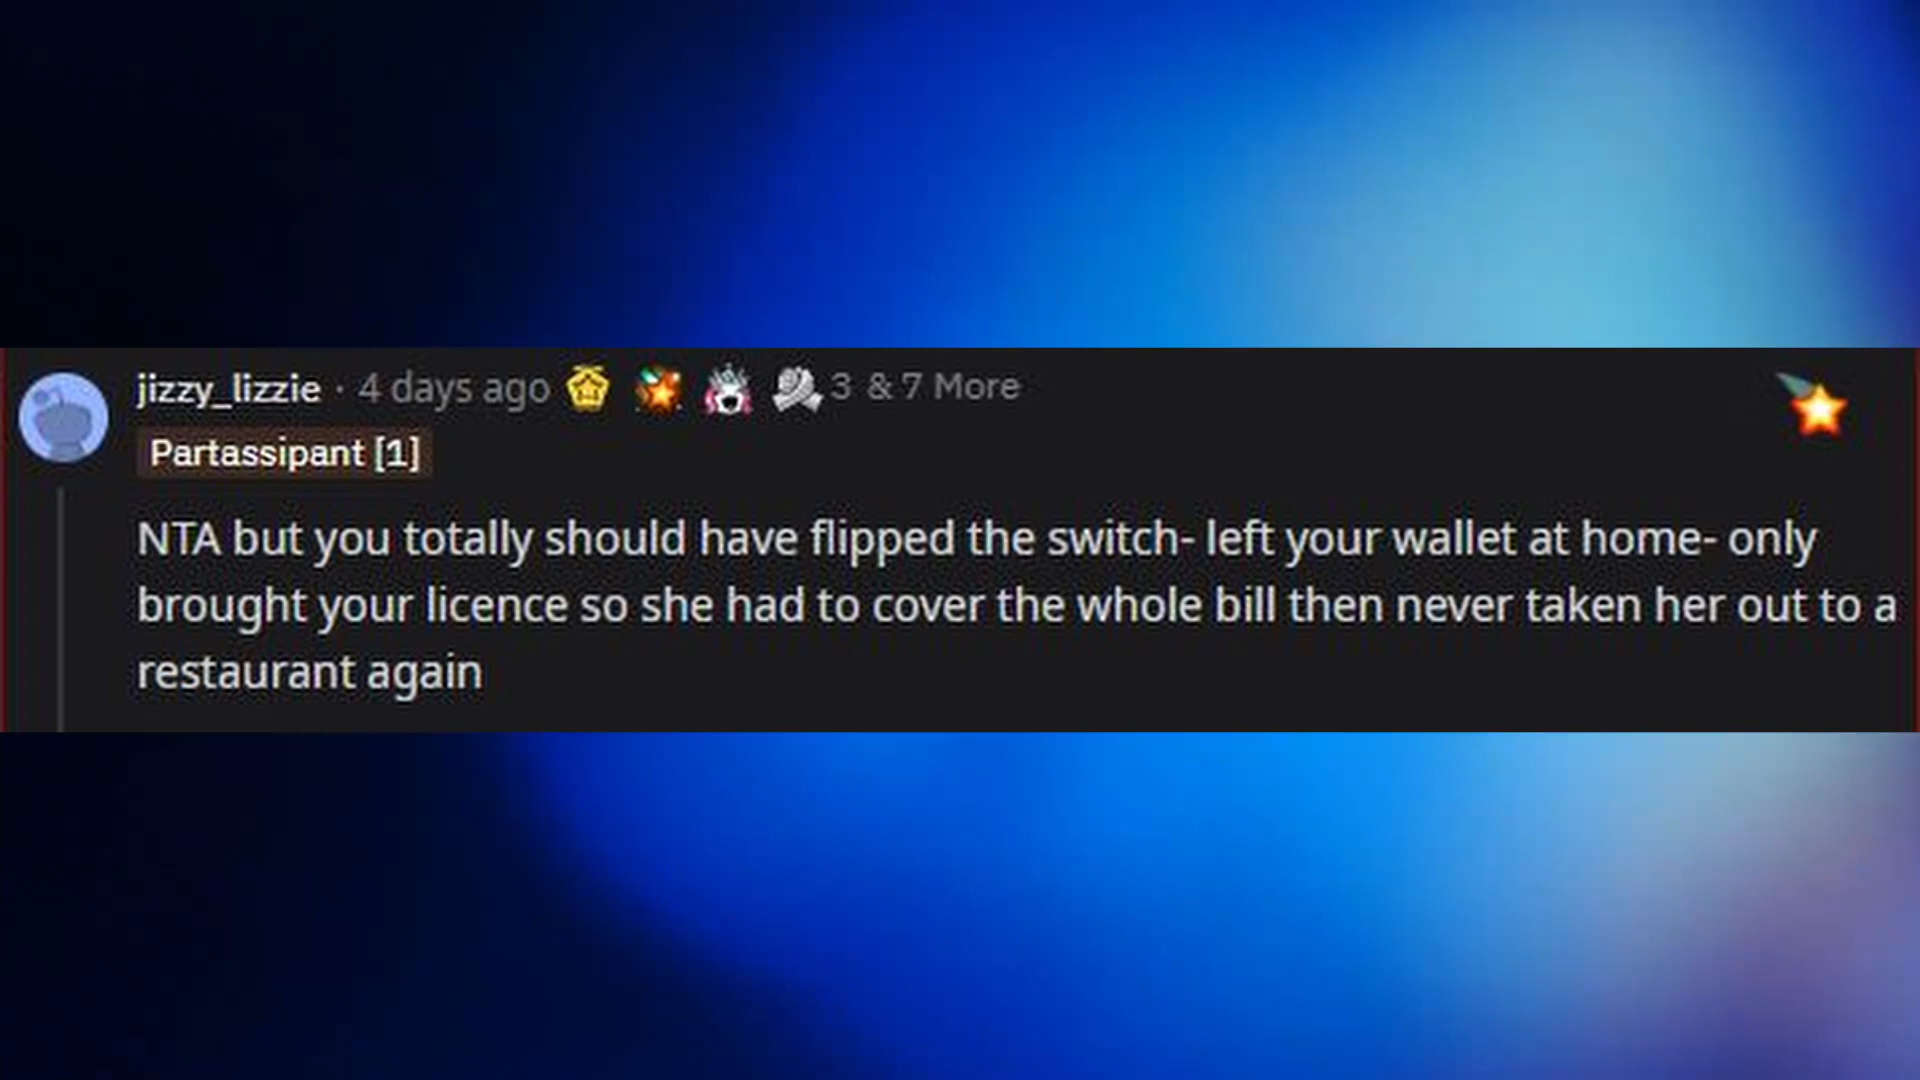 jizzy_lizzie · 4 days ago 3 & 7 More
Partassipant [1]
NTA but you totally should have flipped the switch- left your wallet at home- only
brought your licence so she had to cover the whole bill then never taken her out to a
restaurant again